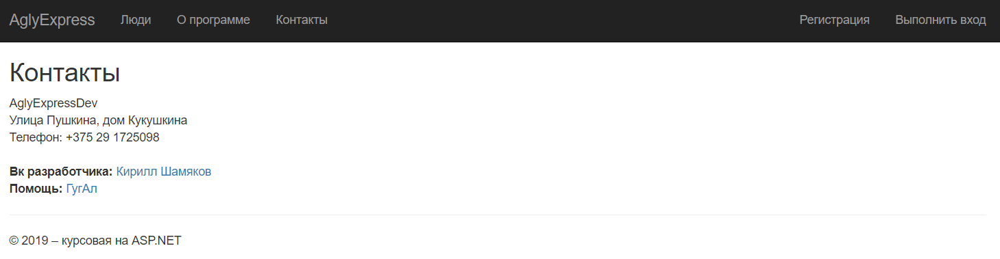 AglyExpress Люди О программе Контакты Регистрация Выполнить вход
Контакты
AglyExpressDev
Улица Пушкина, дом Кукушкина
Телефон: +375 29 1725098
Вк разработчика: Кирилл Шамяков
Помощь: ГугАл
© 2019 – курсовая на ASP.NET